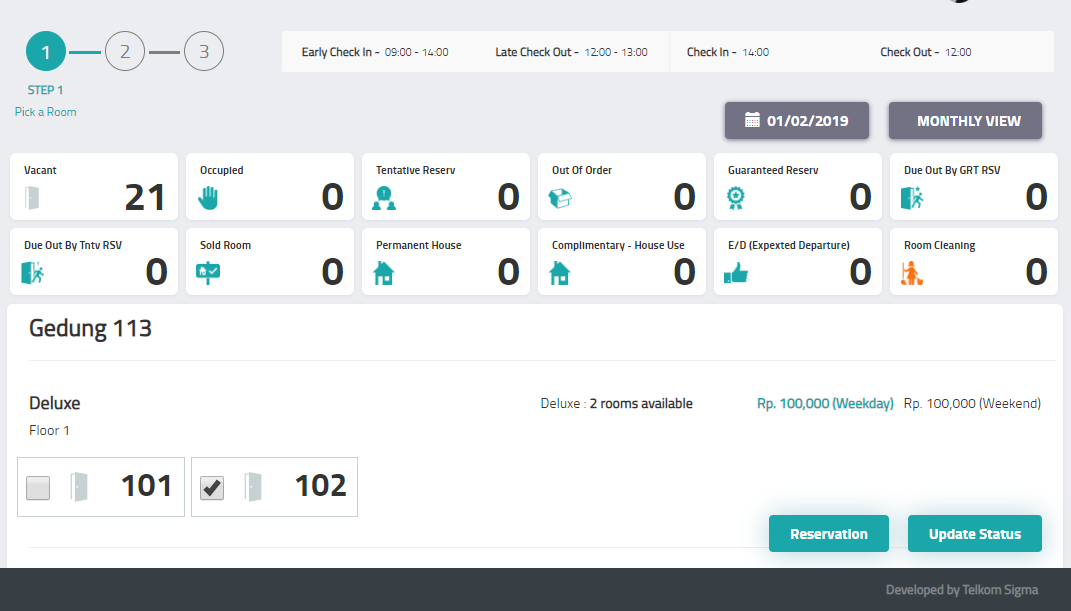 1 2 3
STEP 1
Pick a Room
Early Check In - 09:00 - 14:00 Late Check Out - 12:00 - 13:00 Check In - 14:00 Check Out - 12:00
01/02/2019 MONTHLY VIEW
Vacant 21
Occupied 0
Tentative Reserv 0
Out Of Order 0
Guaranteed Reserv 0
Due Out By GRT RSV 0
Due Out By Tntv RSV 0
Sold Room 0
Permanent House 0
Complimentary - House Use 0
E/D (Expexted Departure) 0
Room Cleaning 0
Gedung 113
Deluxe Deluxe : 2 rooms available Rp. 100,000 (Weekday) Rp. 100,000 (Weekend)
Floor 1
101 102
Reservation Update Status
Developed by Telkom Sigma